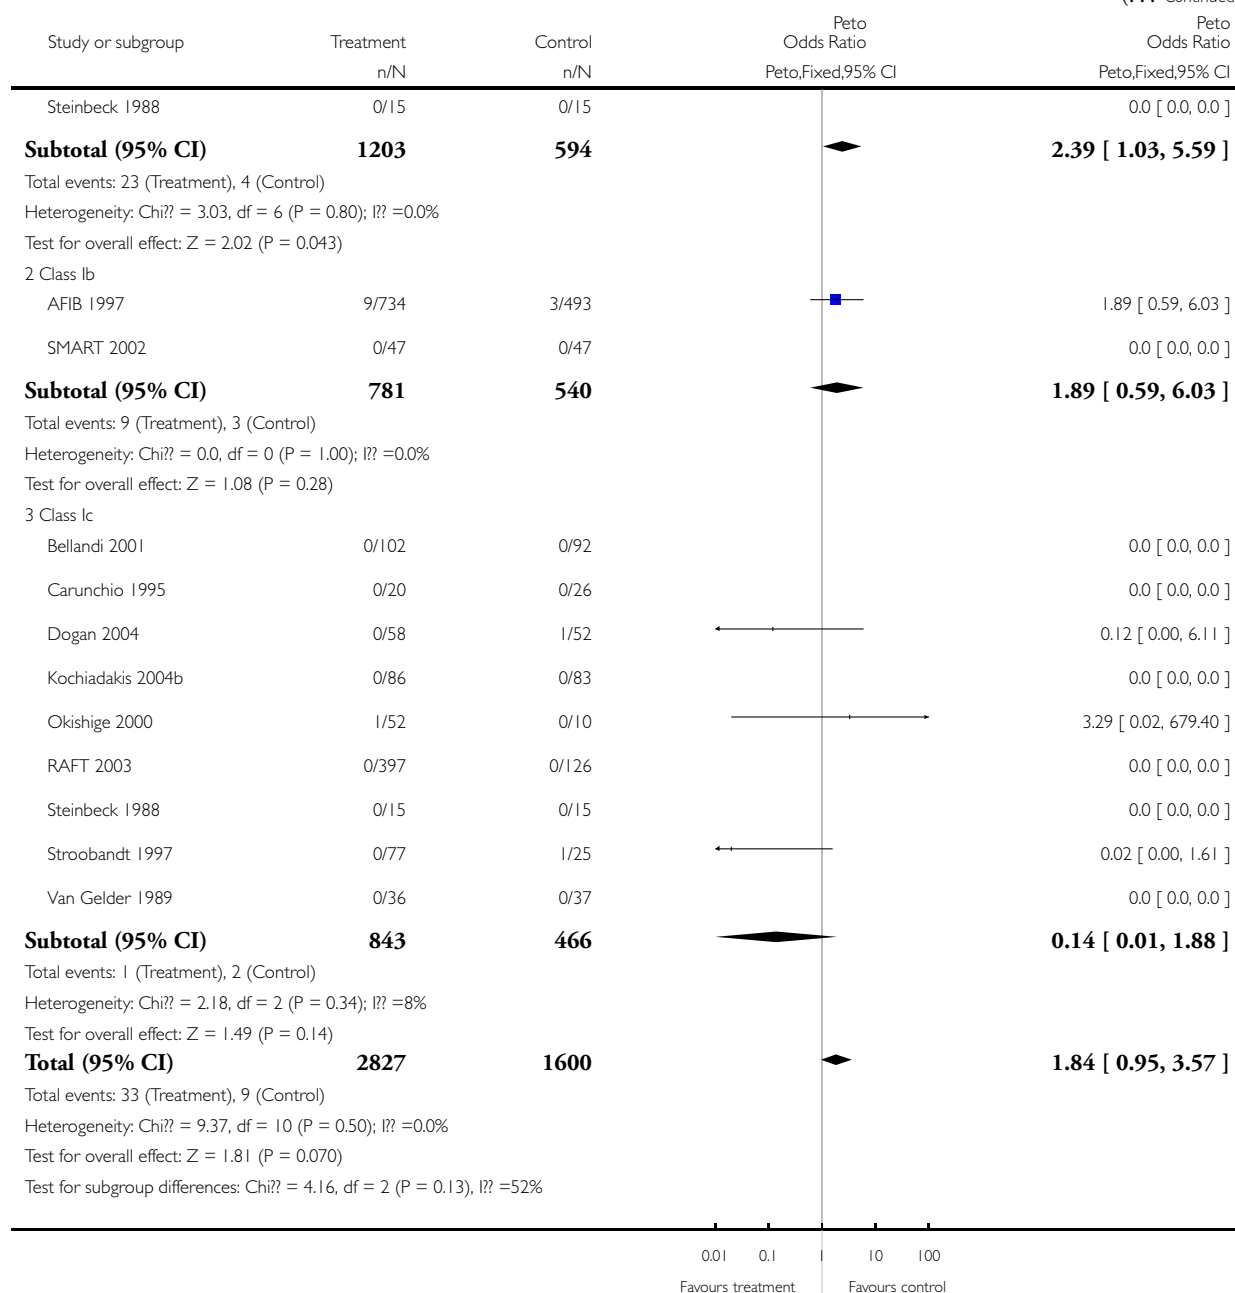 Continued
Study or subgroup Treatment Control Peto Odds Ratio Peto Odds Ratio
n/N n/N Peto,Fixed,95% CI Peto,Fixed,95% CI
Steinbeck 1988 0/15 0/15 0.0 [ 0.0, 0.0 ]
Subtotal (95% CI) 1203 594 2.39 [ 1.03, 5.59 ]
Total events: 23 (Treatment), 4 (Control)
Heterogeneity: Chi?? = 3.03, df = 6 (P = 0.80); I?? =0.0%
Test for overall effect: Z = 2.02 (P = 0.043)
2 Class Ib
AFIB 1997 9/734 3/493 1.89 [ 0.59, 6.03 ]
SMART 2002 0/47 0/47 0.0 [ 0.0, 0.0 ]
Subtotal (95% CI) 781 540 1.89 [ 0.59, 6.03 ]
Total events: 9 (Treatment), 3 (Control)
Heterogeneity: Chi?? = 0.0, df = 0 (P = 1.00); I?? =0.0%
Test for overall effect: Z = 1.08 (P = 0.28)
3 Class Ic
Bellandi 2001 0/102 0/92 0.0 [ 0.0, 0.0 ]
Carunchio 1995 0/20 0/26 0.0 [ 0.0, 0.0 ]
Dogan 2004 0/58 1/52 0.12 [ 0.00, 6.11 ]
Kochiadakis 2004b 0/86 0/83 0.0 [ 0.0, 0.0 ]
Okishige 2000 1/52 0/10 3.29 [ 0.02, 679.40 ]
RAFT 2003 0/397 0/126 0.0 [ 0.0, 0.0 ]
Steinbeck 1988 0/15 0/15 0.0 [ 0.0, 0.0 ]
Stroobandt 1997 0/77 1/25 0.02 [ 0.00, 1.61 ]
Van Gelder 1989 0/36 0/37 0.0 [ 0.0, 0.0 ]
Subtotal (95% CI) 843 466 0.14 [ 0.01, 1.88 ]
Total events: 1 (Treatment), 2 (Control)
Heterogeneity: Chi?? = 2.18, df = 2 (P = 0.34); I?? =8%
Test for overall effect: Z = 1.49 (P = 0.14)
Total (95% CI) 2827 1600 1.84 [ 0.95, 3.57 ]
Total events: 33 (Treatment), 9 (Control)
Heterogeneity: Chi?? = 9.37, df = 10 (P = 0.50); I?? =0.0%
Test for overall effect: Z = 1.81 (P = 0.070)
Test for subgroup differences: Chi?? = 4.16, df = 2 (P = 0.13), I?? =52%
0.01 0.1 1 10 100
Favours treatment Favours control